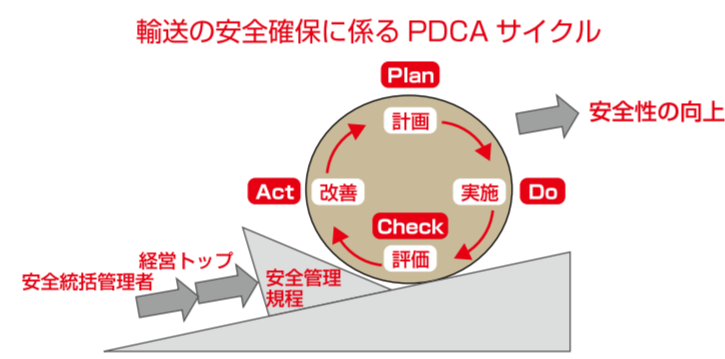 輸送の安全確保に係る PDCA サイクル
Plan
計画
安全性の向上
Act
改善
実施
Do
Check
評価
経営トップ
安全統括管理者
安全管理
規程